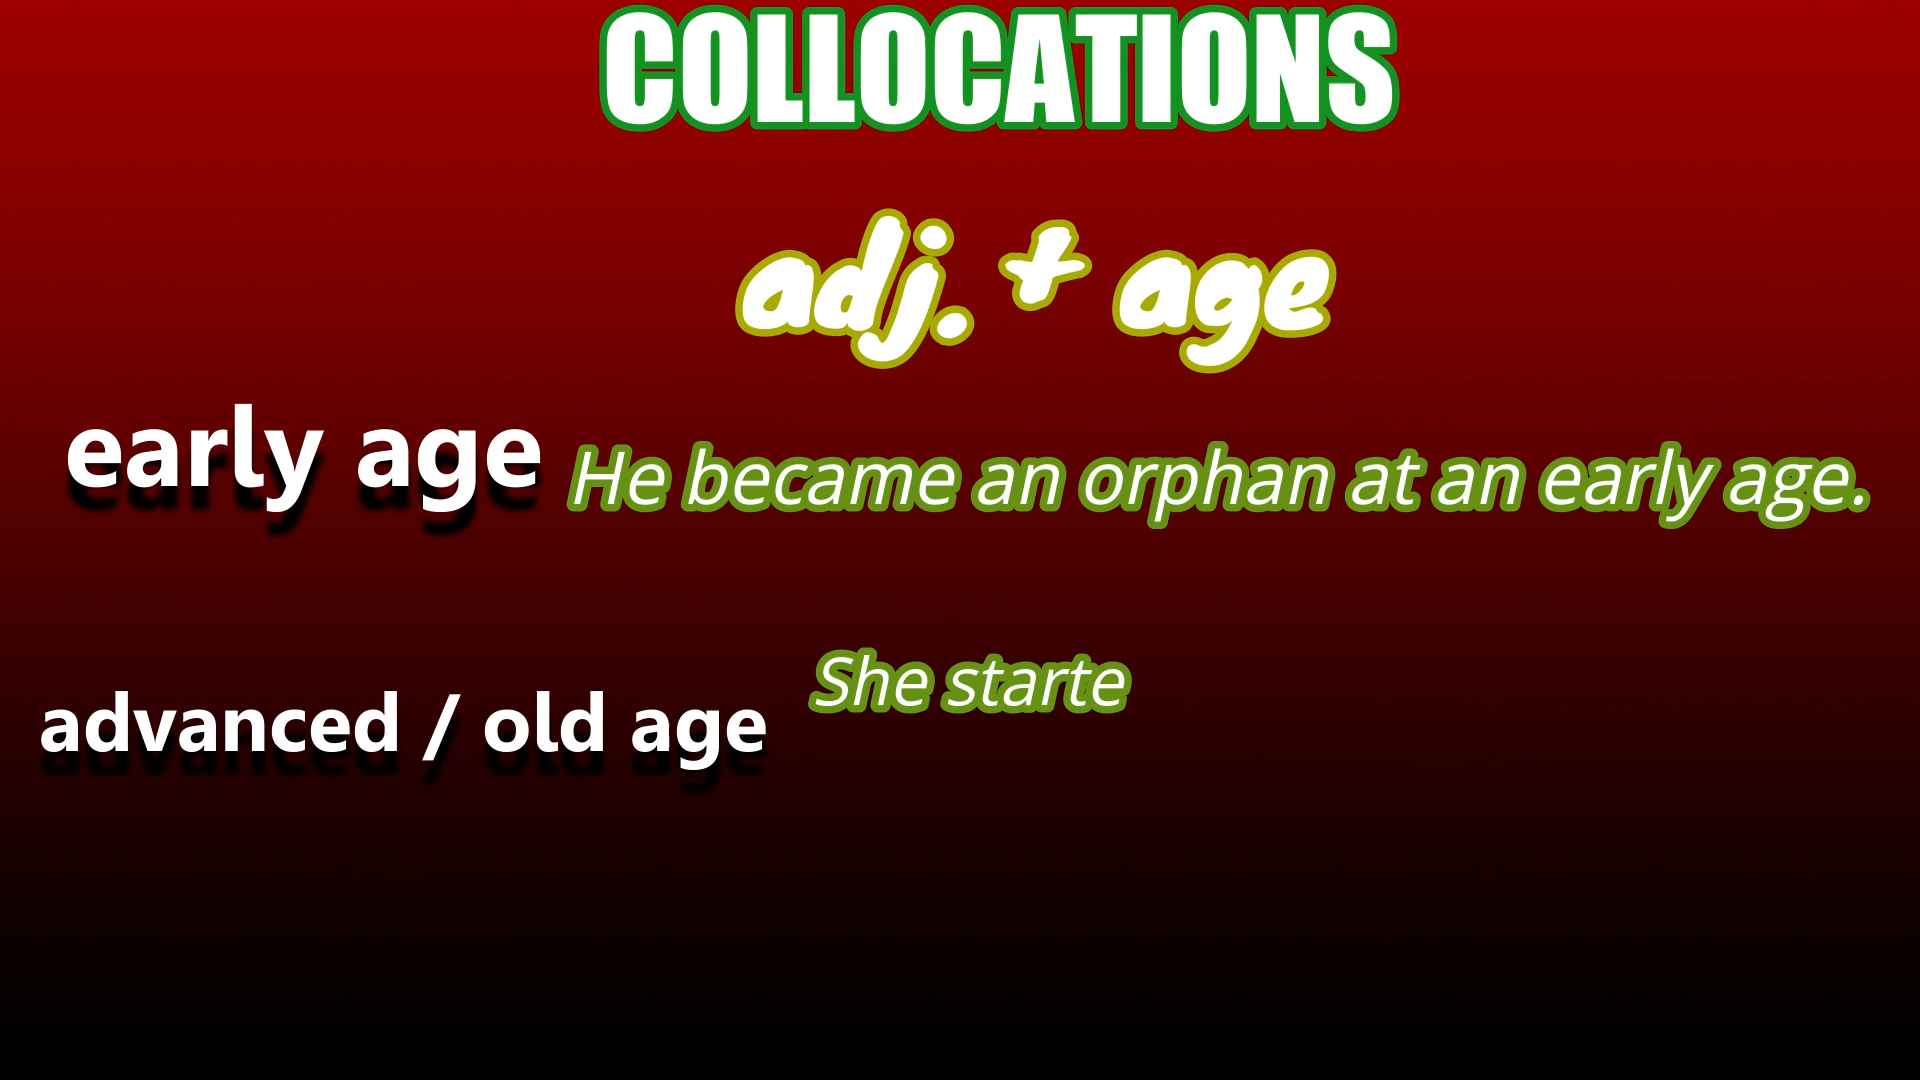 COLLOCATIONS
adj. + age
early age
He became an orphan at an early age.
She starte
advanced / old age